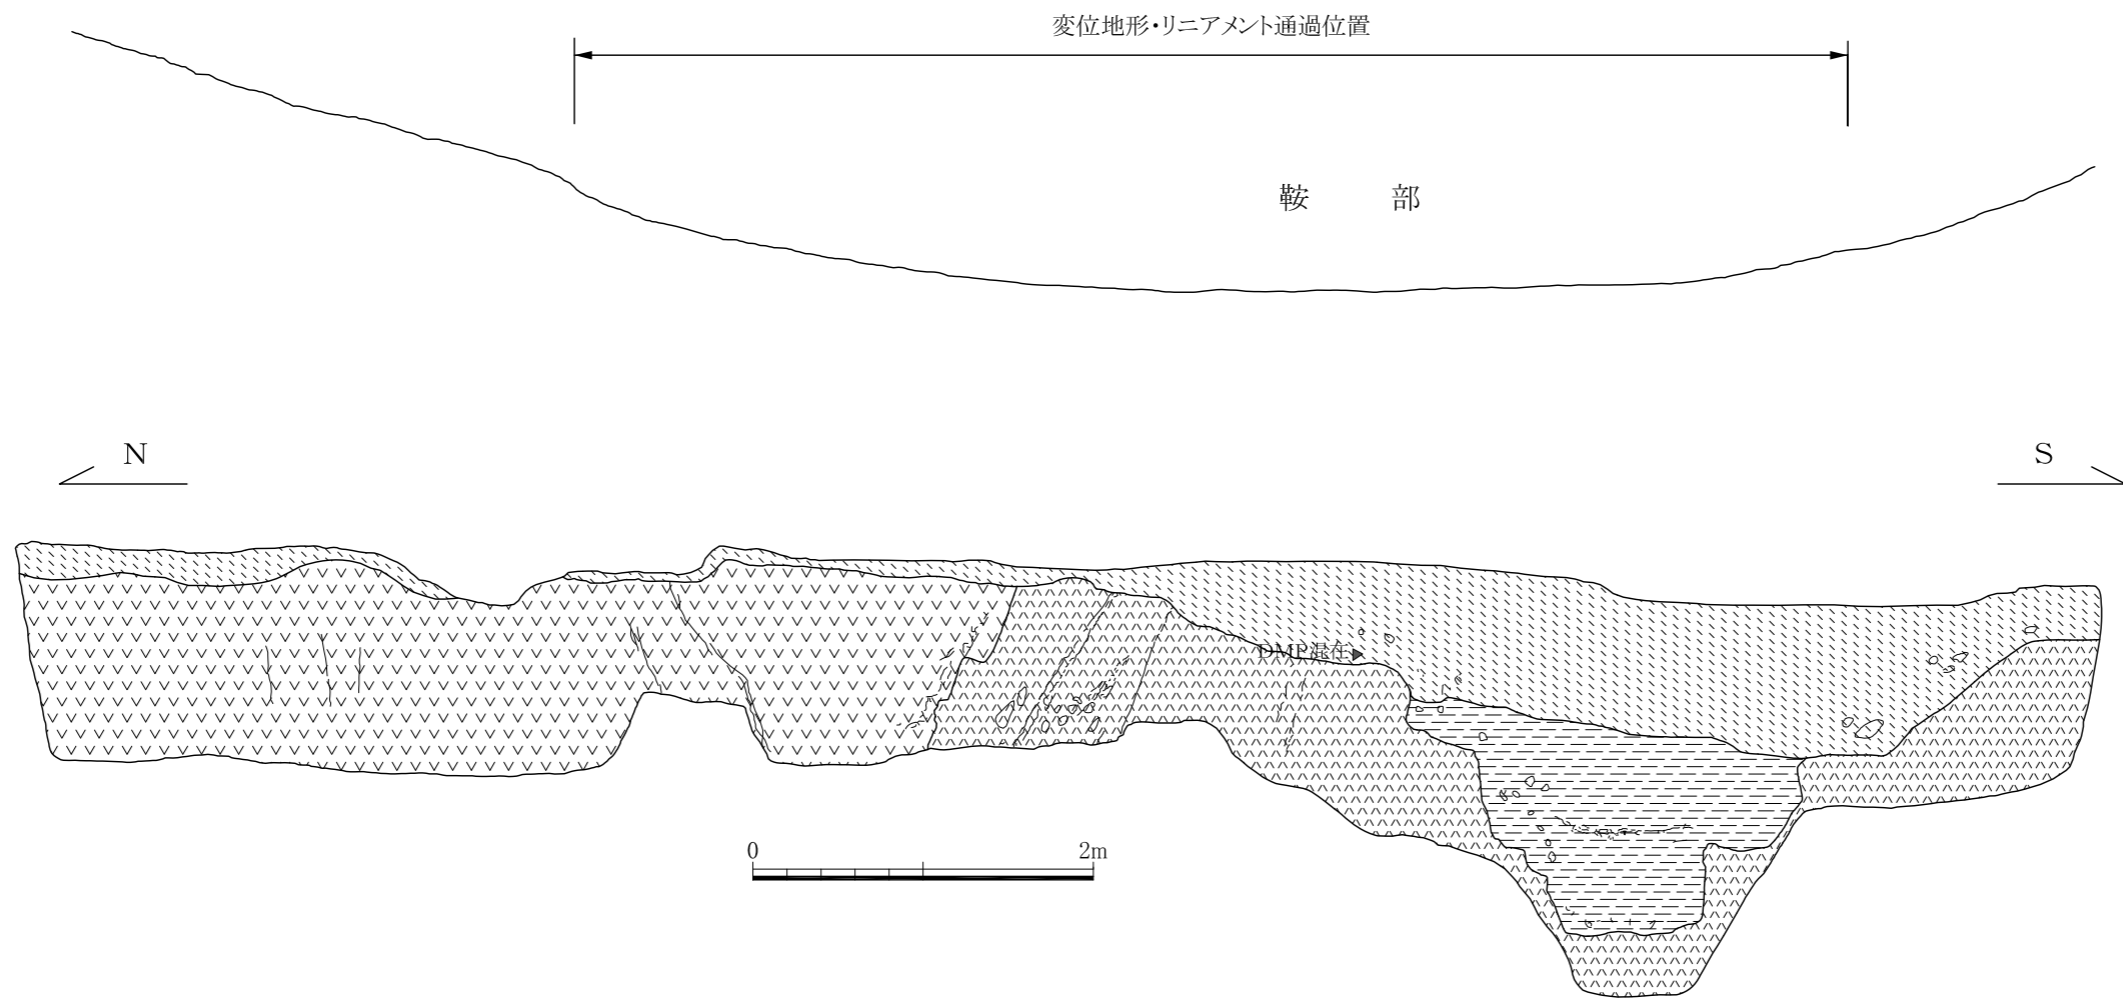 変位地形・リニアメント通過位置
鞍 部
N
S
DMP混在
0 2m